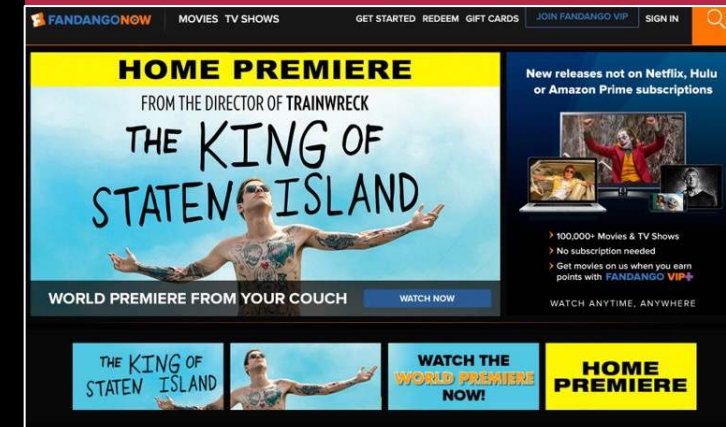 FANDANGONOW MOVIES TV SHOWS GET STARTED REDEEM GIFT CARDS JOIN FANDANGO VIP SIGN IN
HOME PREMIERE
FROM THE DIRECTOR OF TRAINWRECK
THE KING OF
STATEN ISLAND
WORLD PREMIERE FROM YOUR COUCH WATCH NOW
New releases not on Netflix, Hulu
or Amazon Prime subscriptions
100,000+ Movies & TV Shows
No subscription needed
Get movies on us when you earn
points with FANDANGO VIP+
WATCH ANYTIME, ANYWHERE
THE KING OF
STATEN ISLAND
WATCH THE
WORLD PREMIERE
NOW!
HOME
PREMIERE